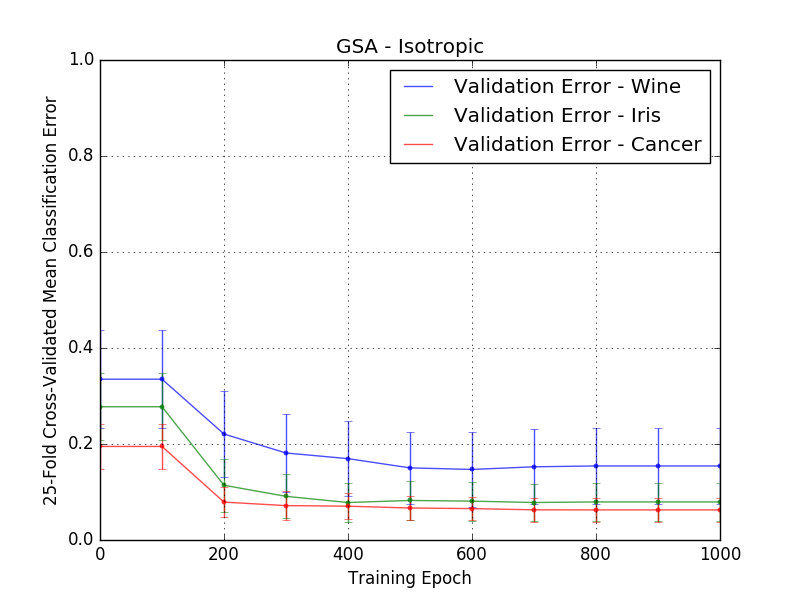 GSA - Isotropic
Validation Error - Wine
Validation Error - Iris
Validation Error - Cancer
25-Fold Cross-Validated Mean Classification Error
1.0
0.8
0.6
0.4
0.2
0.0
0 200 400 600 800 1000
Training Epoch